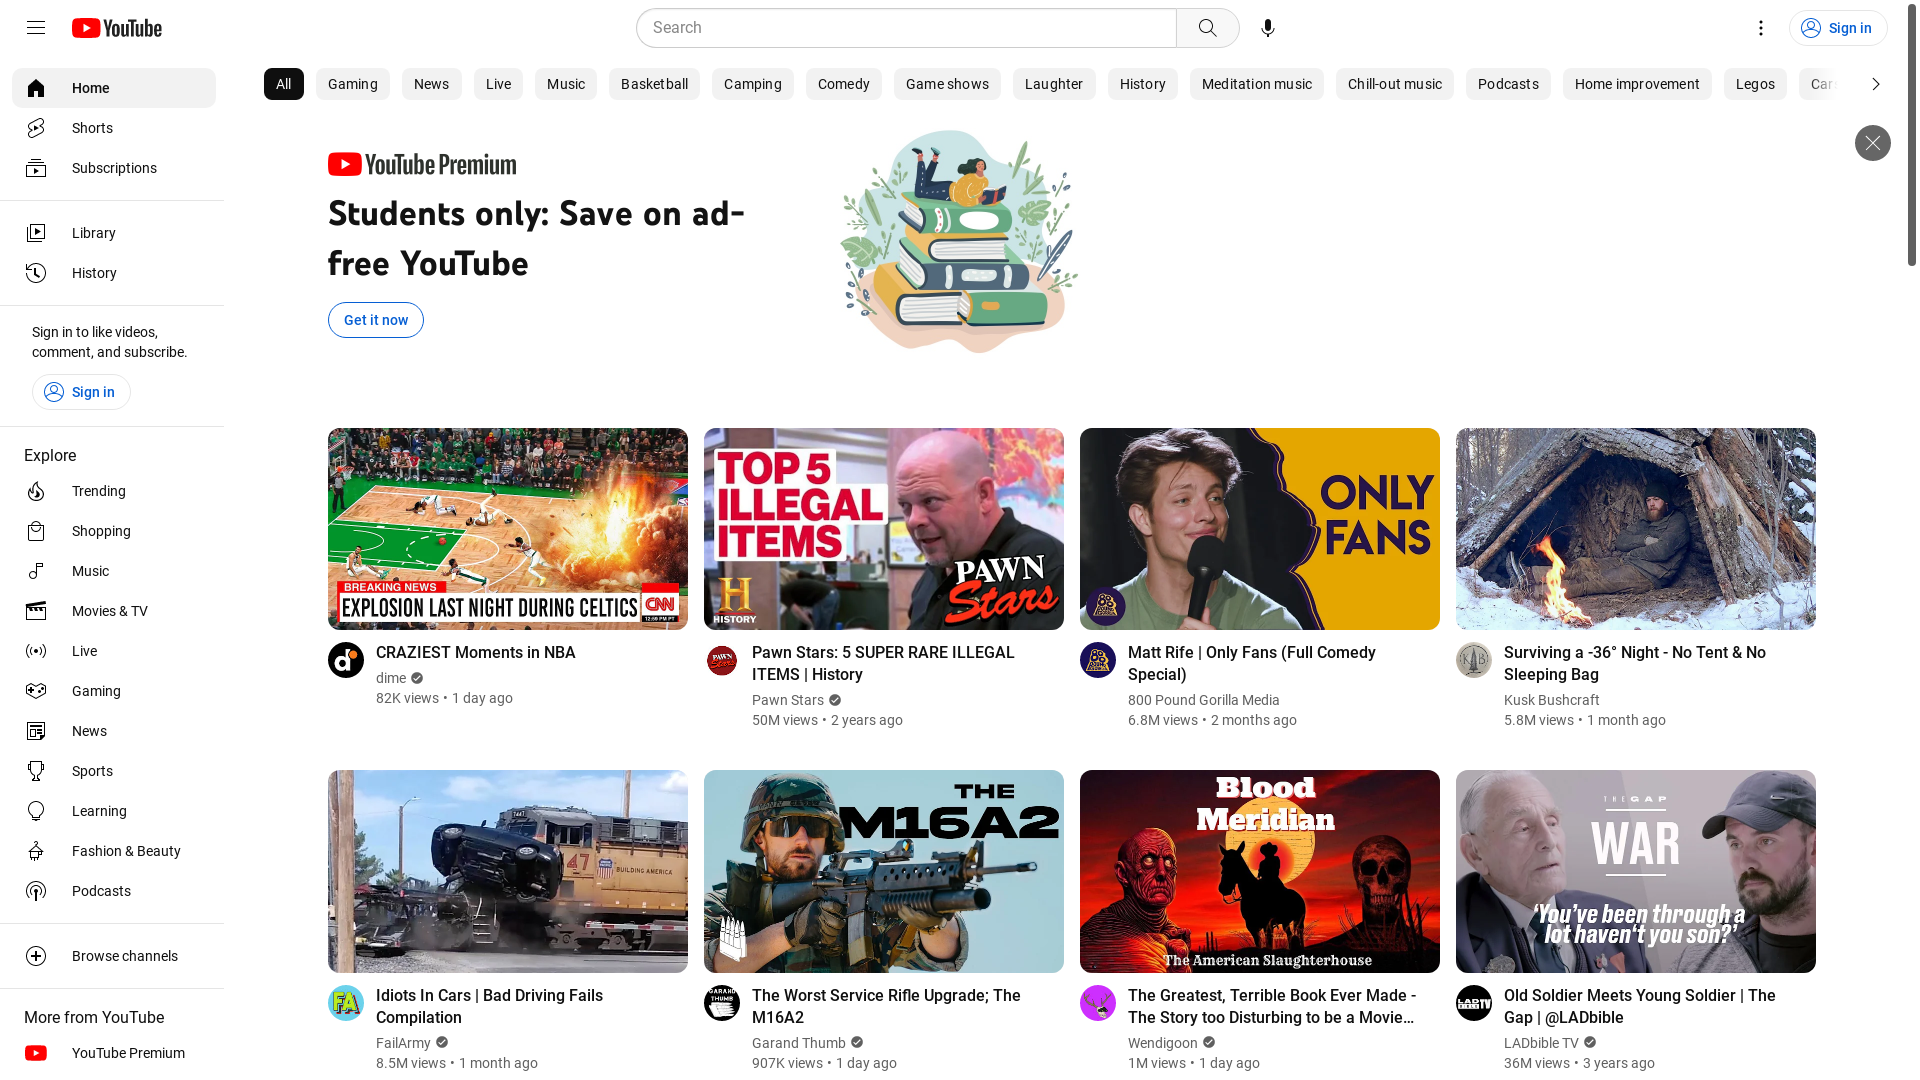 YouTube
Search
Sign in
Home
Shorts
Subscriptions
Library
History
Sign in to like videos,
comment, and subscribe.
Sign in
Explore
Trending
Shopping
Music
Movies & TV
Live
Gaming
News
Sports
Learning
Fashion & Beauty
Podcasts
Browse channels
More from YouTube
YouTube Premium
All
Gaming
News
Live
Music
Basketball
Camping
Comedy
Game shows
Laughter
History
Meditation music
Chill-out music
Podcasts
Home improvement
Legos
YouTube Premium
Students only: Save on ad-
free YouTube
Get it now
BREAKING NEWS
EXPLOSION LAST NIGHT DURING CELTICS
CNN
12:59 PM PT
d
CRAZIEST Moments in NBA
dime
82K views • 1 day ago
TOP 5
ILLEGAL
ITEMS
H
HISTORY
PAWN
Stars
PAWN
Stars
Pawn Stars: 5 SUPER RARE ILLEGAL
ITEMS | History
Pawn Stars
50M views • 2 years ago
ONLY
FANS
Matt Rife | Only Fans (Full Comedy
Special)
800 Pound Gorilla Media
6.8M views • 2 months ago
K B
Surviving a -36° Night - No Tent & No
Sleeping Bag
Kusk Bushcraft
5.8M views • 1 month ago
7447
47
BUILDING AMERICA
FA
Idiots In Cars | Bad Driving Fails
Compilation
FailArmy
8.5M views • 1 month ago
THE
M16A2
GARAND
THUMB
The Worst Service Rifle Upgrade; The
M16A2
Garand Thumb
907K views • 1 day ago
Blood
Meridian
The American Slaughterhouse
The Greatest, Terrible Book Ever Made -
The Story too Disturbing to be a Movie…
Wendigoon
1M views • 1 day ago
THE GAP
WAR
'You've been through a
lot haven't you son?'
LAD
TV
Old Soldier Meets Young Soldier | The
Gap | @LADbible
LADbible TV
36M views • 3 years ago